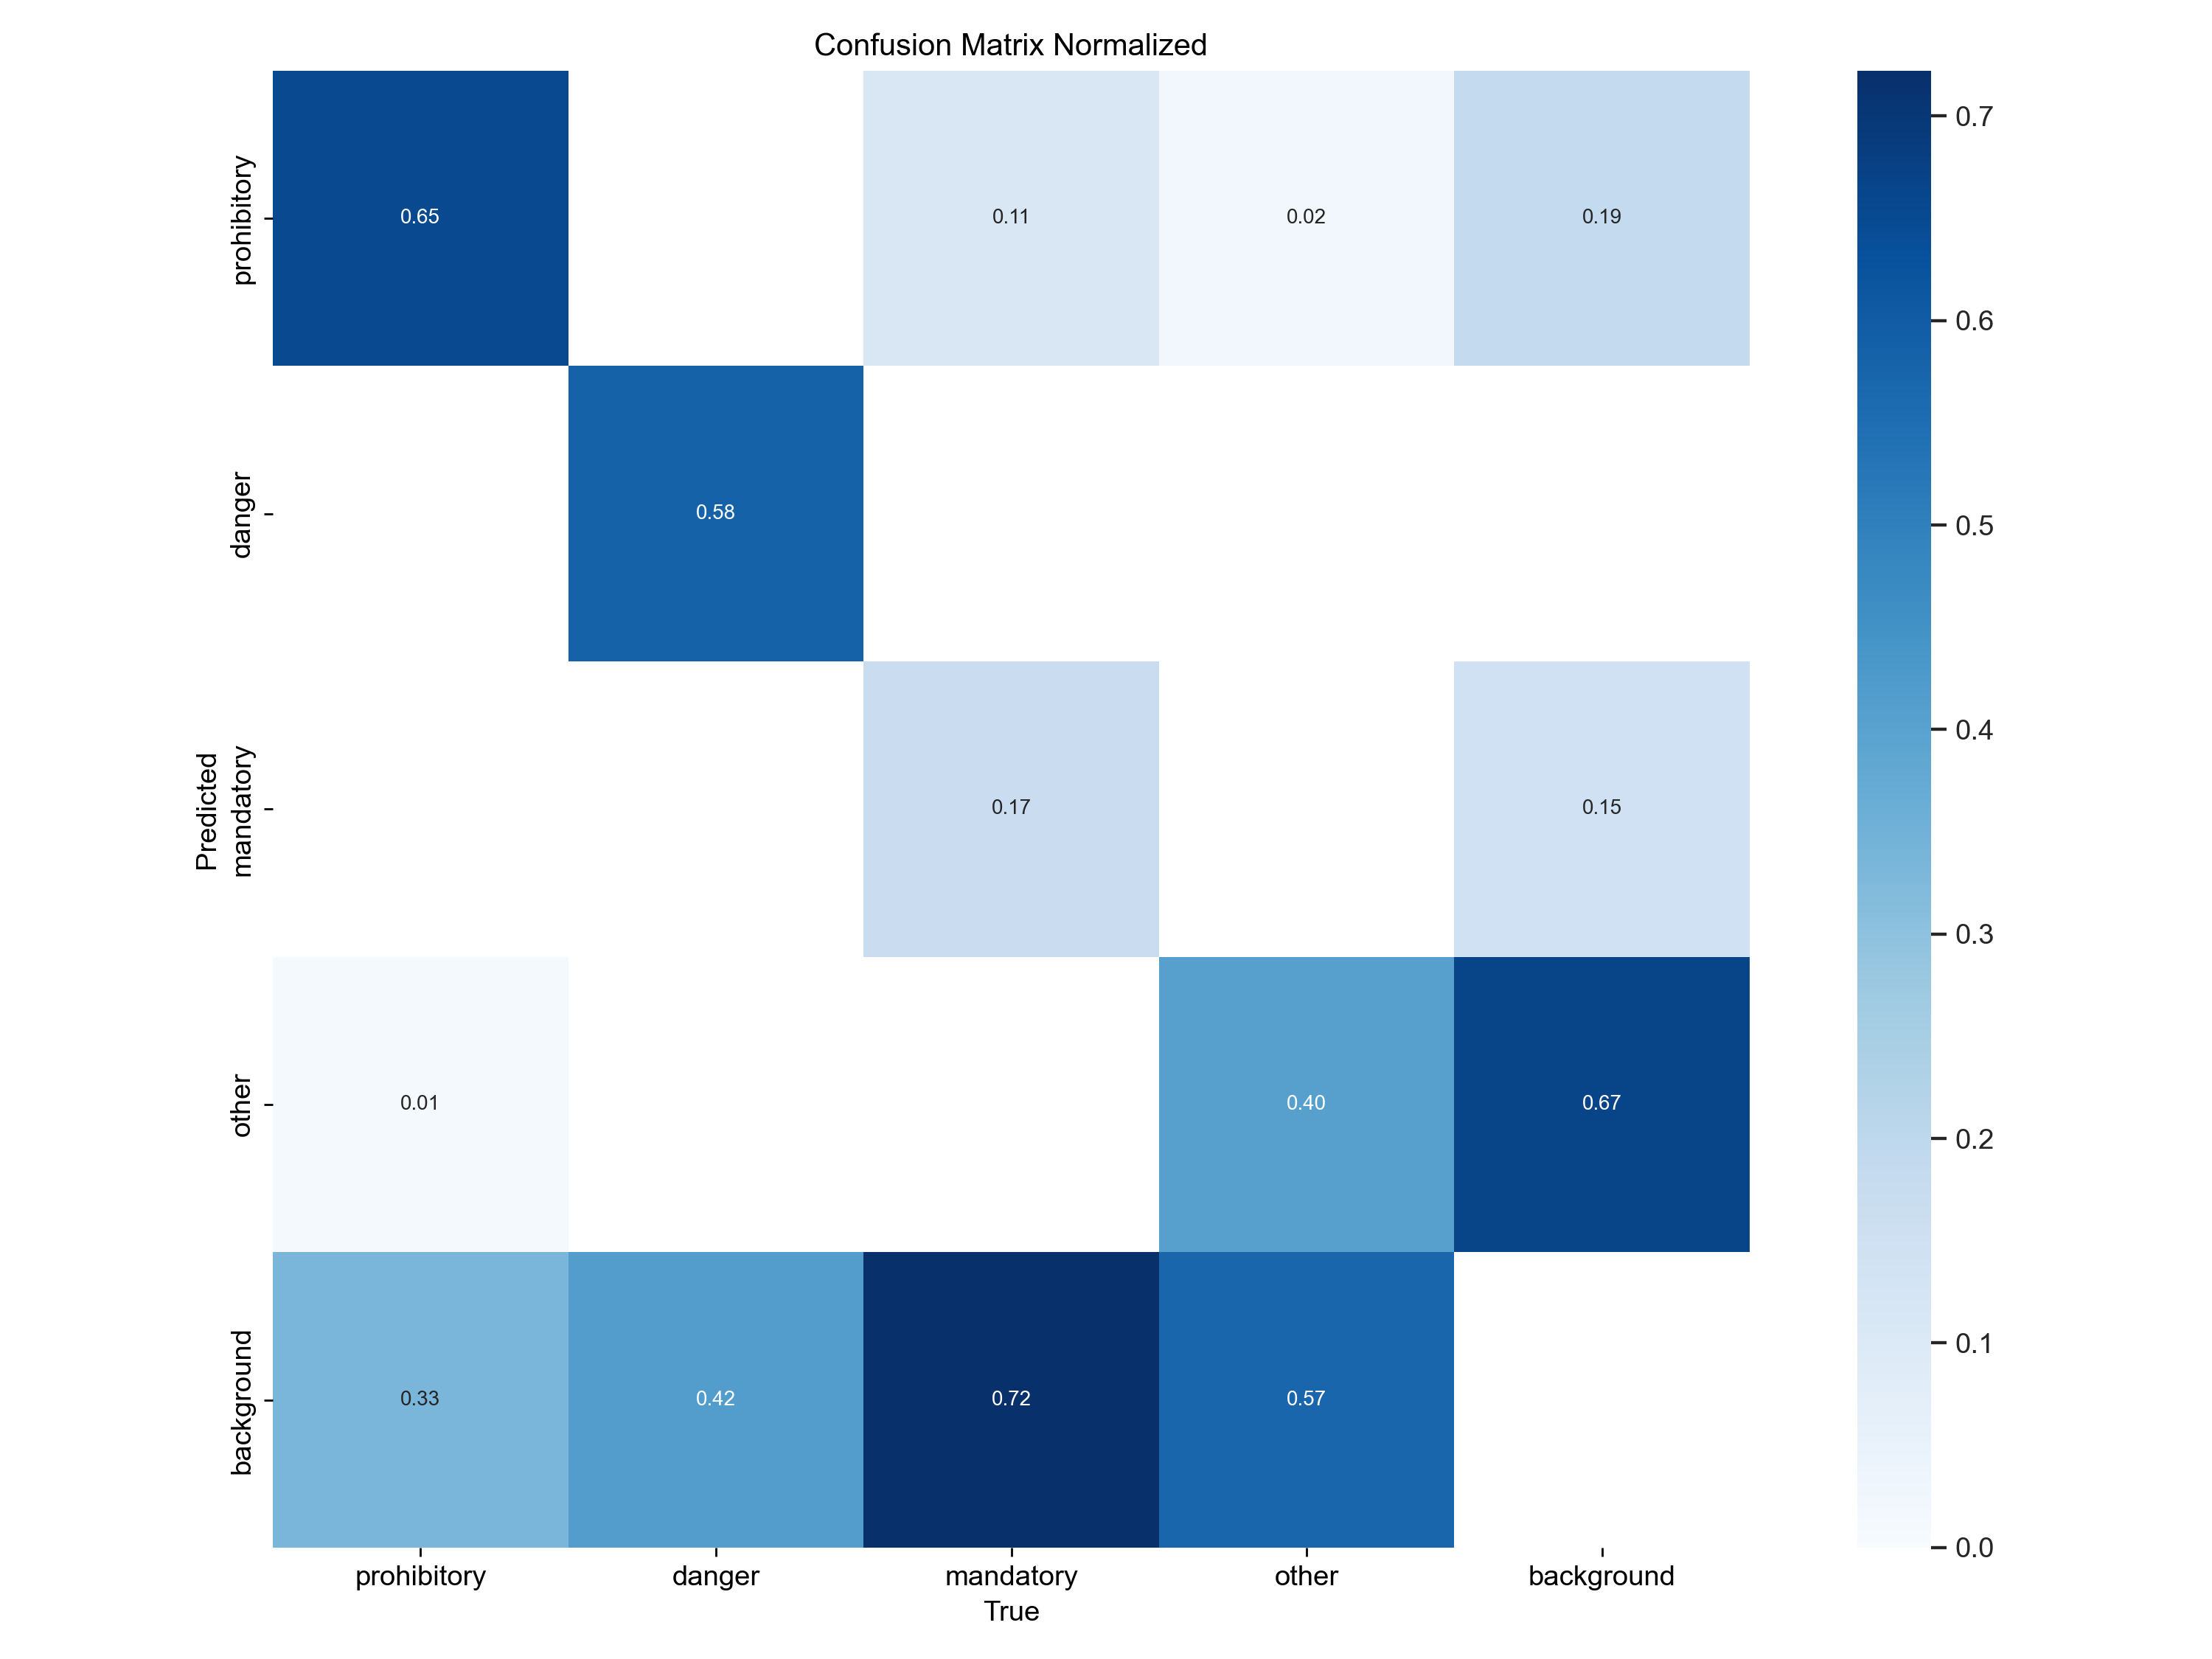 Confusion Matrix Normalized
prohibitory
0.65
0.11
0.02
0.19
danger
0.58
Predicted
mandatory
0.17
0.15
other
0.01
0.40
0.67
background
0.33
0.42
0.72
0.57
prohibitory
danger
mandatory
other
background
True
0.7
0.6
0.5
0.4
0.3
0.2
0.1
0.0